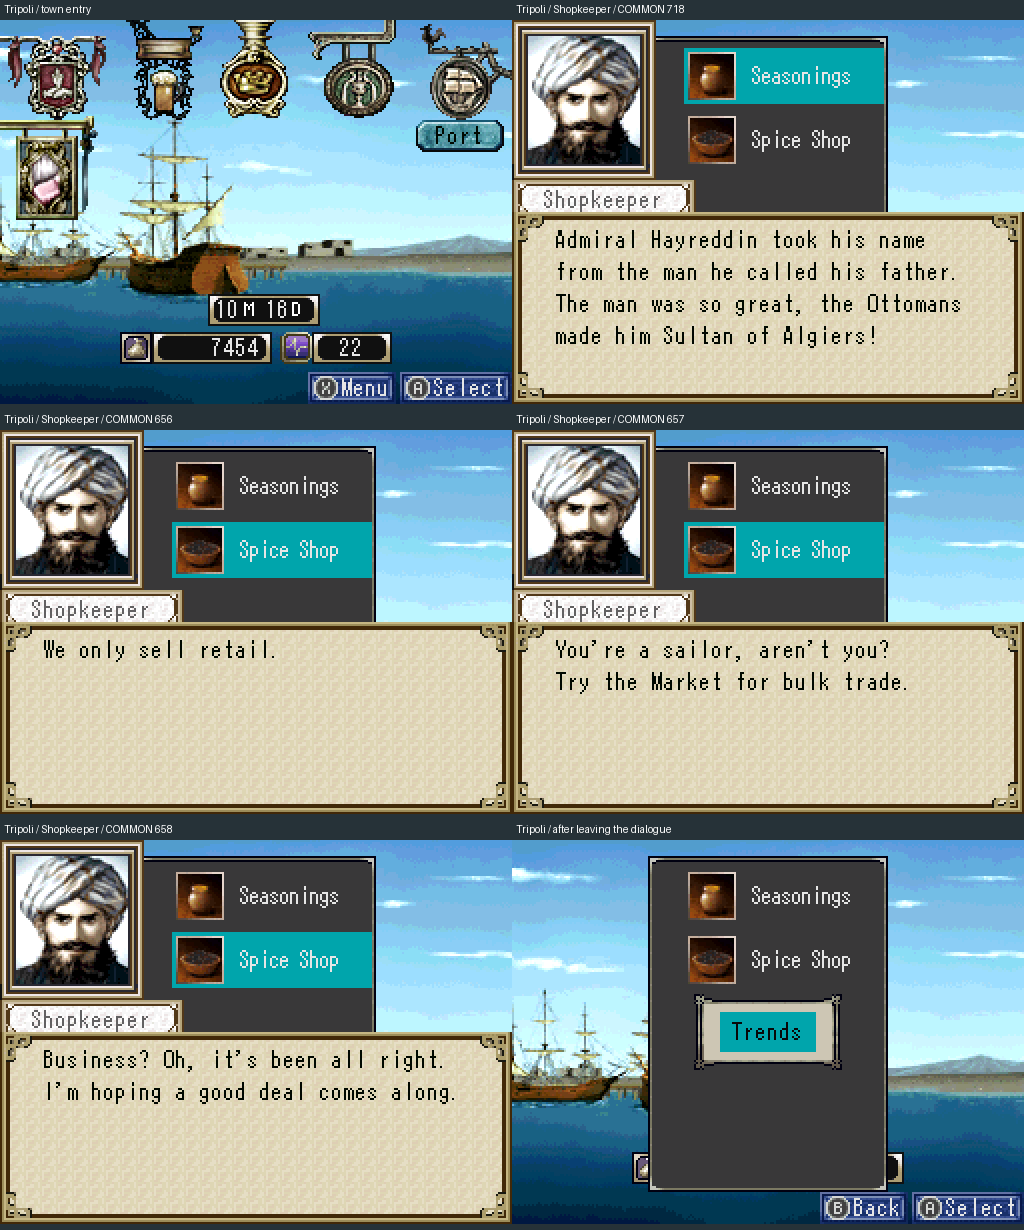 Tripoli / town entry
Port
10 M 18 D
7454
22
X Menu
A Select
Tripoli / Shopkeeper / COMMON 718
Seasonings
Spice Shop
Shopkeeper
Admiral Hayreddin took his name
from the man he called his father.
The man was so great, the Ottomans
made him Sultan of Algiers!
Tripoli / Shopkeeper / COMMON 656
Seasonings
Spice Shop
Shopkeeper
We only sell retail.
Tripoli / Shopkeeper / COMMON 657
Seasonings
Spice Shop
Shopkeeper
You're a sailor, aren't you?
Try the Market for bulk trade.
Tripoli / Shopkeeper / COMMON 658
Seasonings
Spice Shop
Shopkeeper
Business? Oh, it's been all right.
I'm hoping a good deal comes along.
Tripoli / after leaving the dialogue
Seasonings
Spice Shop
Trends
B Back
A Select